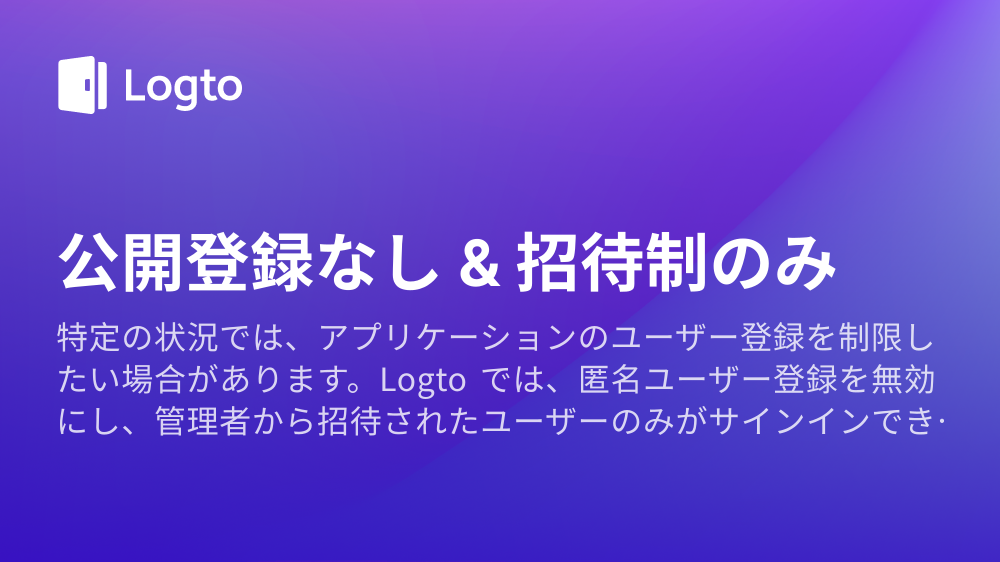 Logto
公開登録なし & 招待制のみ
特定の状況では、アプリケーションのユーザー登録を制限し
たい場合があります。Logto では、匿名ユーザー登録を無効
にし、管理者から招待されたユーザーのみがサインインでき·